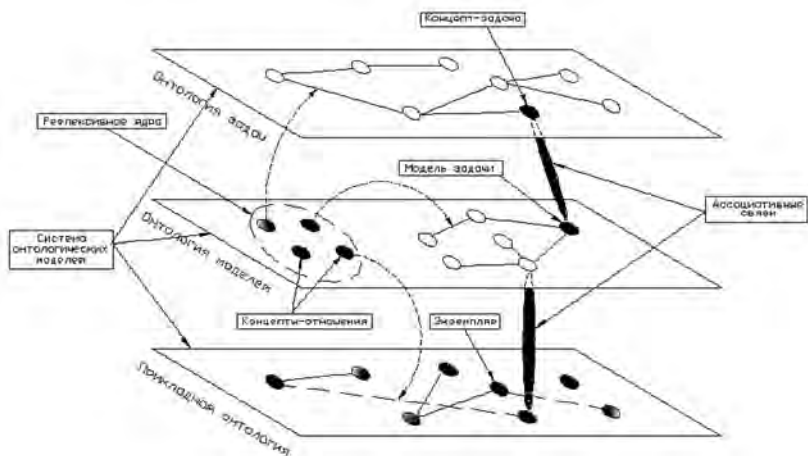 Концепт-задача
Онтология задач
Рефлексивное ядро
Модель задачи
Ассоциативные
связи
Онтология моделей
Система
онтологических
моделей
Концепты-отношения
Экземпляр
Прикладная онтология